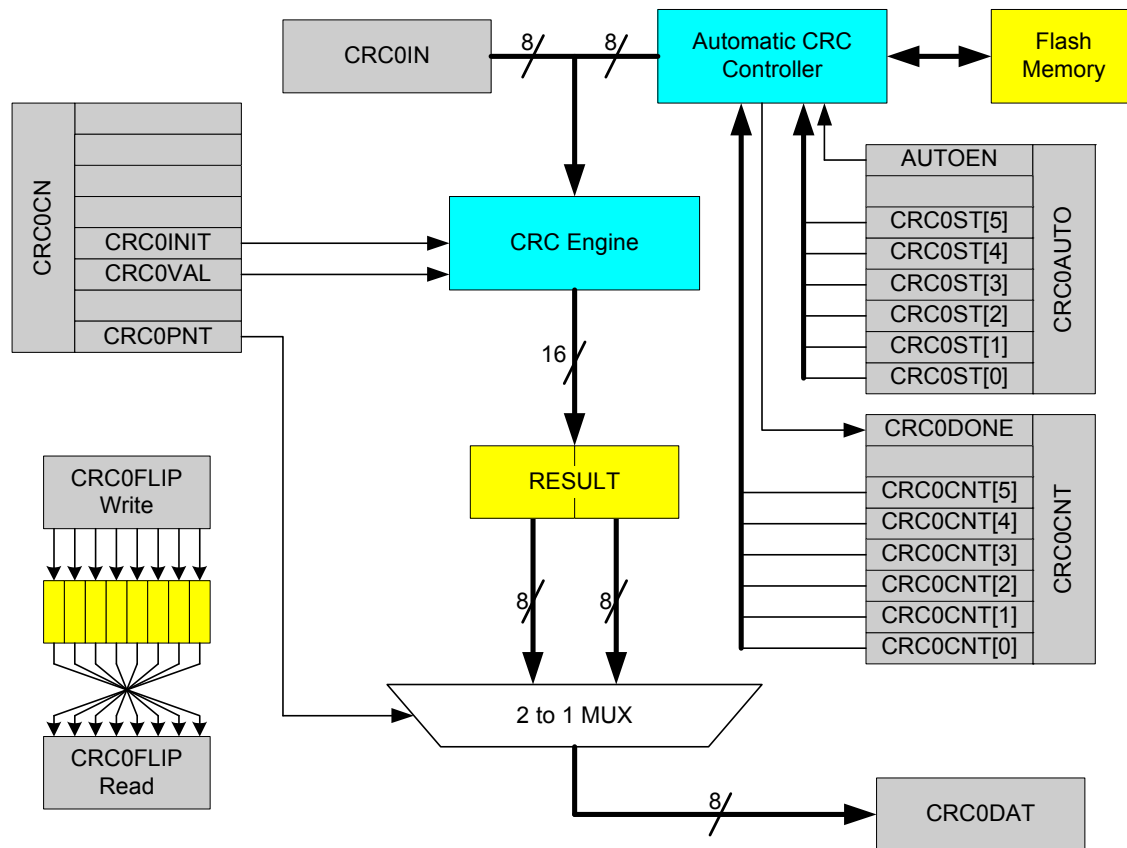 CRC0IN
8
8
Automatic CRC
Controller
Flash
Memory
CRC0CN
CRC0INIT
CRC0VAL
CRC0PNT
CRC Engine
AUTOEN
CRC0ST[5]
CRC0ST[4]
CRC0ST[3]
CRC0ST[2]
CRC0ST[1]
CRC0ST[0]
CRC0AUTO
16
RESULT
CRC0DONE
CRC0CNT[5]
CRC0CNT[4]
CRC0CNT[3]
CRC0CNT[2]
CRC0CNT[1]
CRC0CNT[0]
CRC0CNT
CRC0FLIP
Write
8
8
2 to 1 MUX
CRC0FLIP
Read
8
CRC0DAT